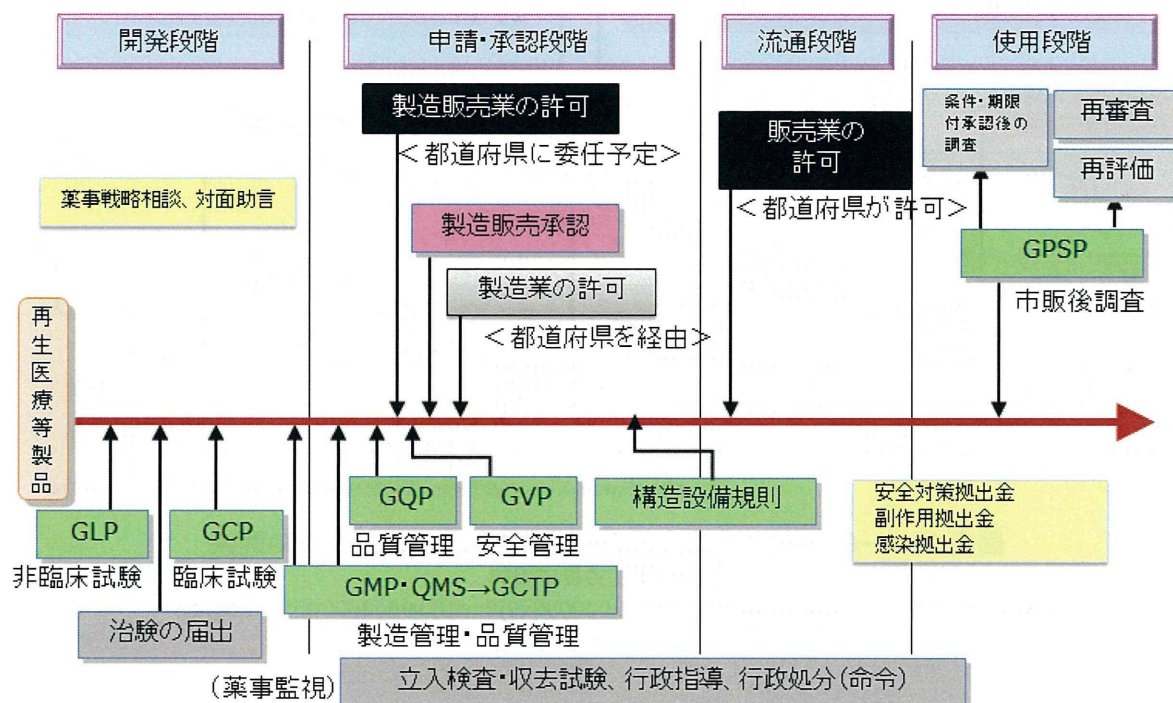 開発段階
申請・承認段階
流通段階
使用段階
製造販売業の許可
＜都道府県に委任予定＞
販売業の
許可
＜都道府県が許可＞
条件・期限
付承認後の
調査
再審査
再評価
薬事戦略相談、対面助言
製造販売承認
製造業の許可
＜都道府県を経由＞
GPSP
市販後調査
再生医療等製品
GLP
非臨床試験
GCP
臨床試験
治験の届出
GQP
品質管理
GVP
安全管理
構造設備規則
GMP・QMS→GCTP
製造管理・品質管理
安全対策拠出金
副作用拠出金
感染拠出金
(薬事監視)
立入検査・収去試験、行政指導、行政処分(命令)